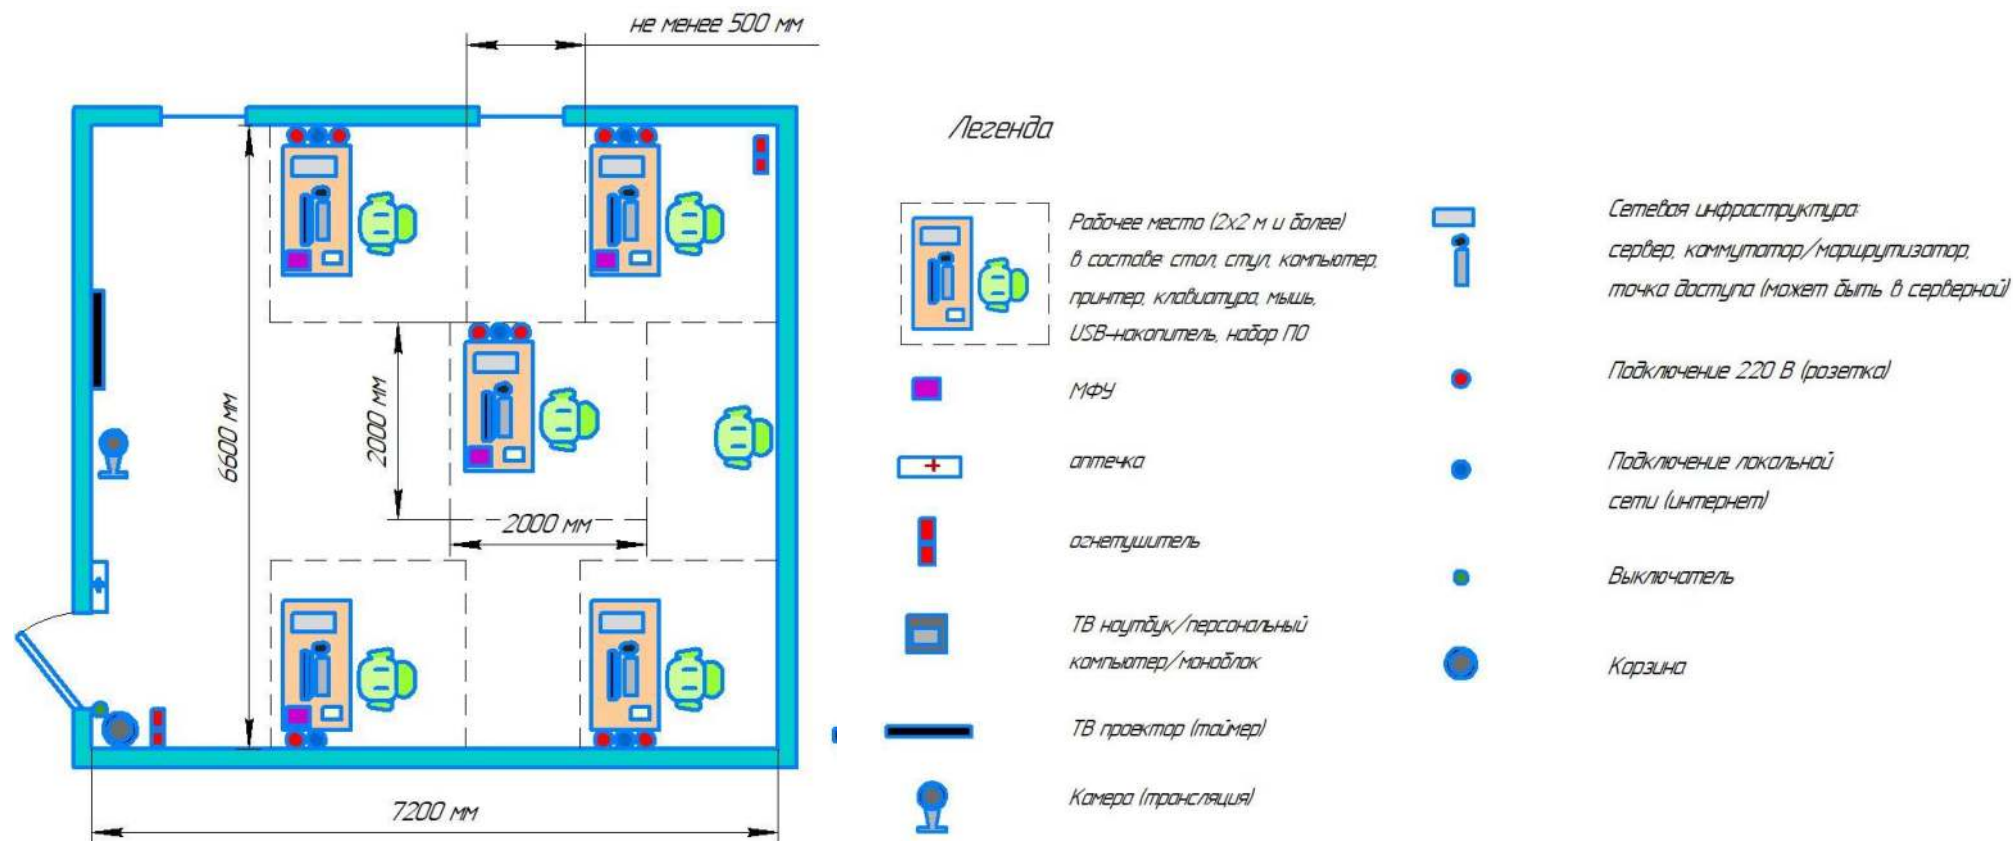 не менее 500 мм
6600 мм
2000 мм
2000 мм
7200 мм
Легенда
Рабочее место (2х2 м и более)
в составе: стол, стул, компьютер,
принтер, клавиатура, мышь,
USB-накопитель, набор ПО
МФУ
аптечка
огнетушитель
ТВ ноутбук/персональный
компьютер/моноблок
ТВ проектор (таймер)
Камера (трансляция)
Сетевая инфраструктура:
сервер, коммутатор/маршрутизатор,
точка доступа (может быть в серверной)
Подключение 220 В (розетка)
Подключение локальной
сети (интернет)
Выключатель
Корзина